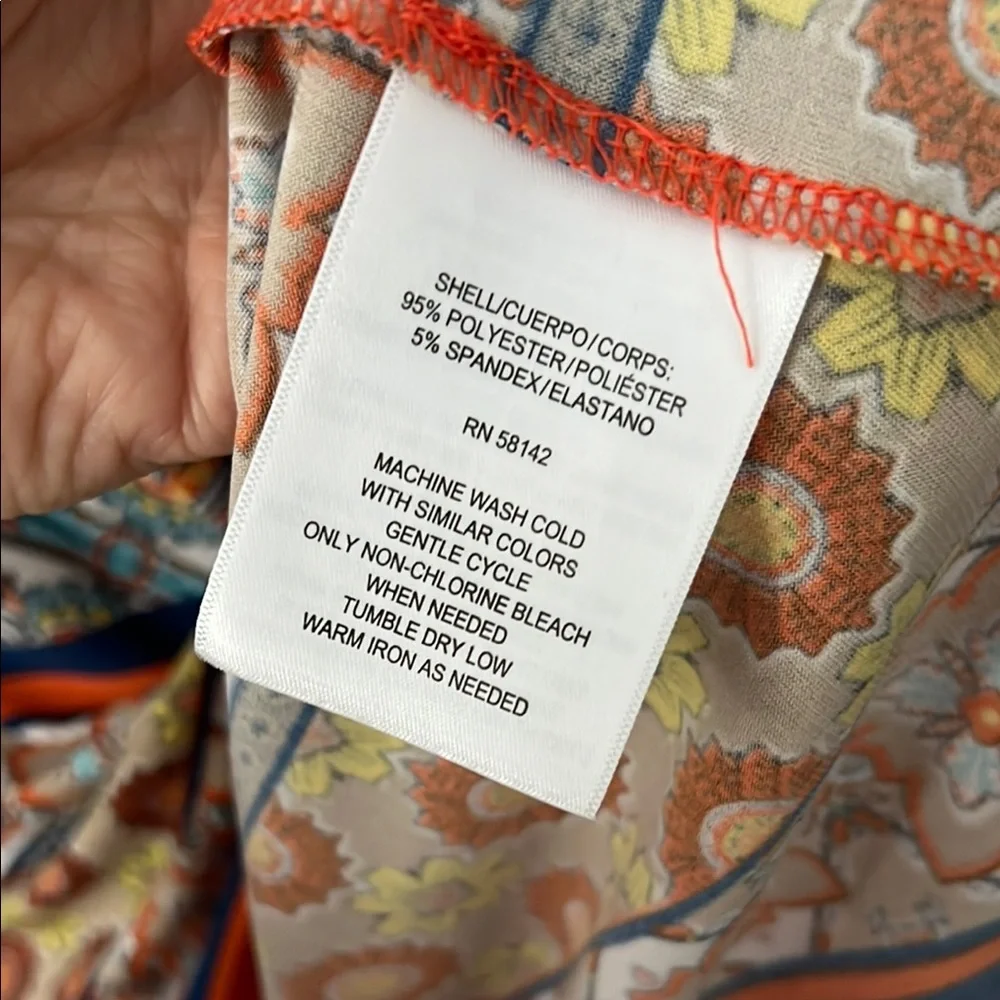 SHELL/CUERPO/CORPS:
95% POLYESTER/POLIÉSTER
5% SPANDEX/ELASTANO
RN 58142
MACHINE WASH COLD
WITH SIMILAR COLORS
GENTLE CYCLE
ONLY NON-CHLORINE BLEACH
WHEN NEEDED
TUMBLE DRY LOW
WARM IRON AS NEEDED